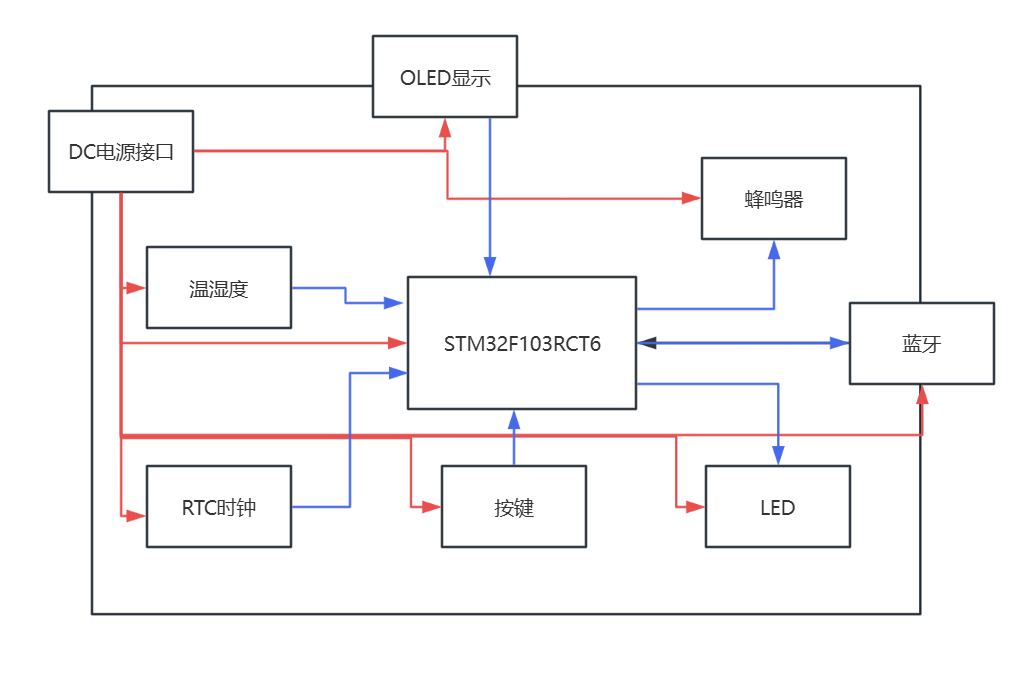 OLED显示
DC电源接口
蜂鸣器
温湿度
STM32F103RCT6
蓝牙
RTC时钟
按键
LED